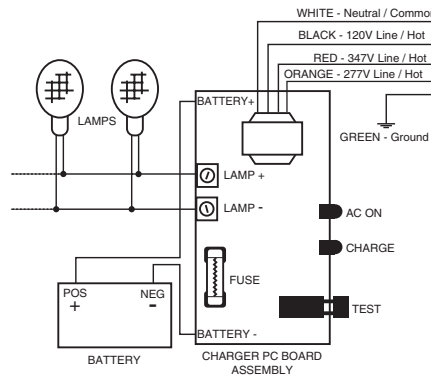 WHITE - Neutral / Common
BLACK - 120V Line / Hot
RED - 347V Line / Hot
ORANGE - 277V Line / Hot
GREEN - Ground
BATTERY+
LAMPS
LAMP +
LAMP -
AC ON
CHARGE
FUSE
TEST
POS
+
NEG
-
BATTERY -
BATTERY
CHARGER PC BOARD
ASSEMBLY